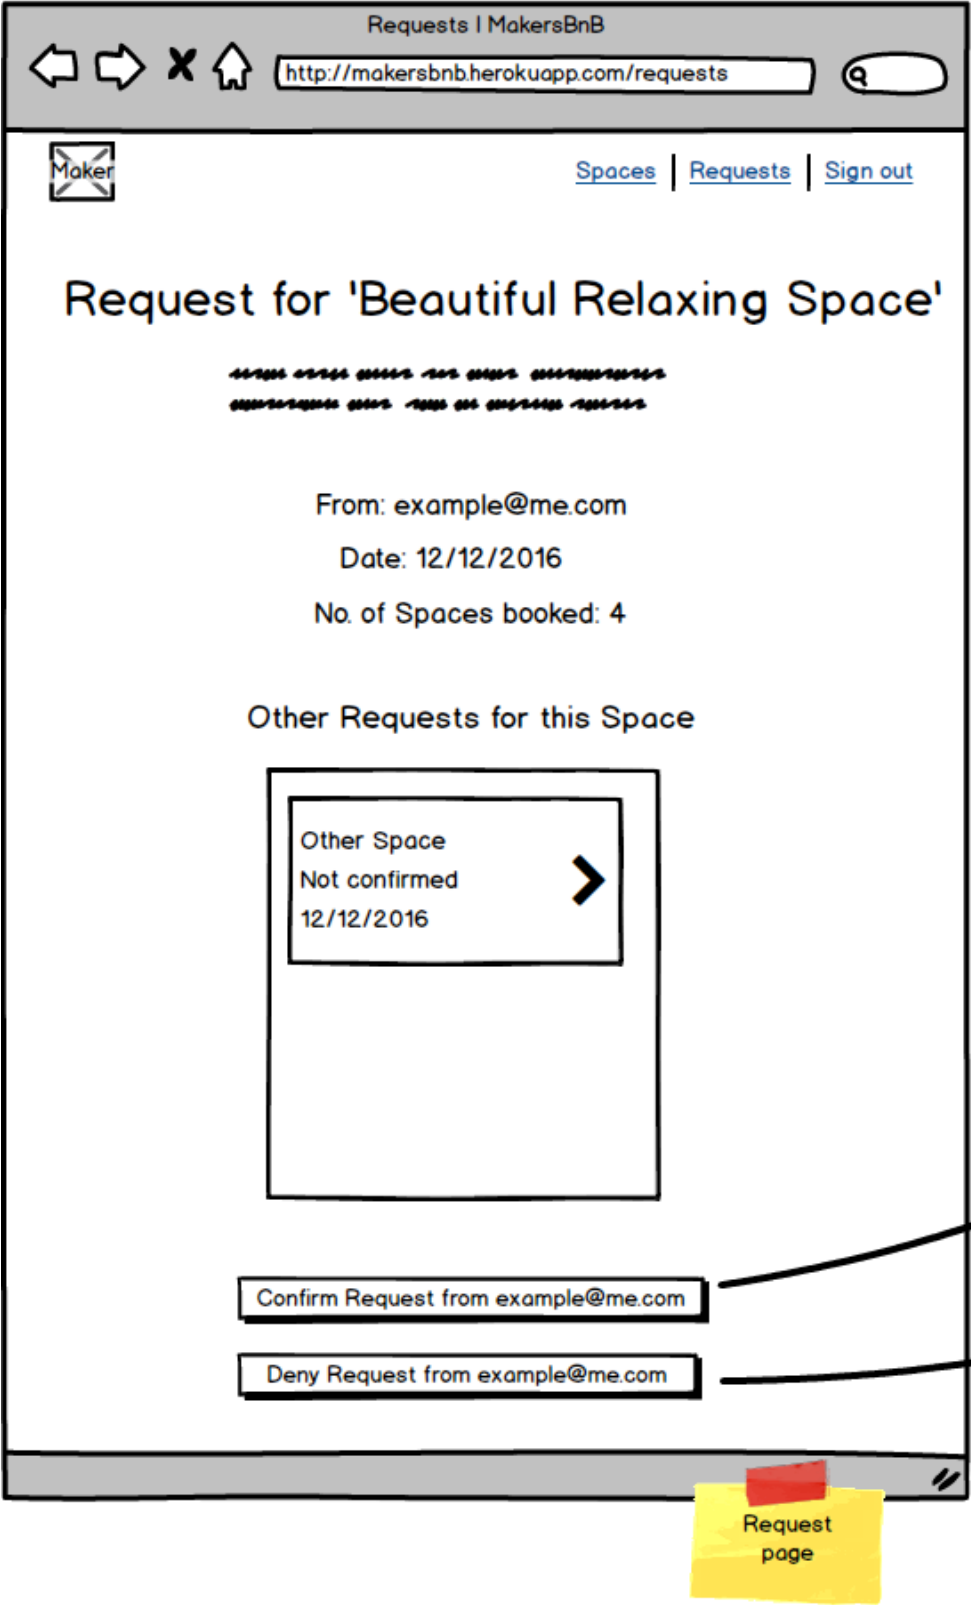 Requests | MakersBnB
http://makersbnb.herokuapp.com/requests
Maker
Spaces | Requests | Sign out
Request for 'Beautiful Relaxing Space'
From: example@me.com
Date: 12/12/2016
No. of Spaces booked: 4
Other Requests for this Space
Other Space
Not confirmed
12/12/2016
Confirm Request from example@me.com
Deny Request from example@me.com
Request
page